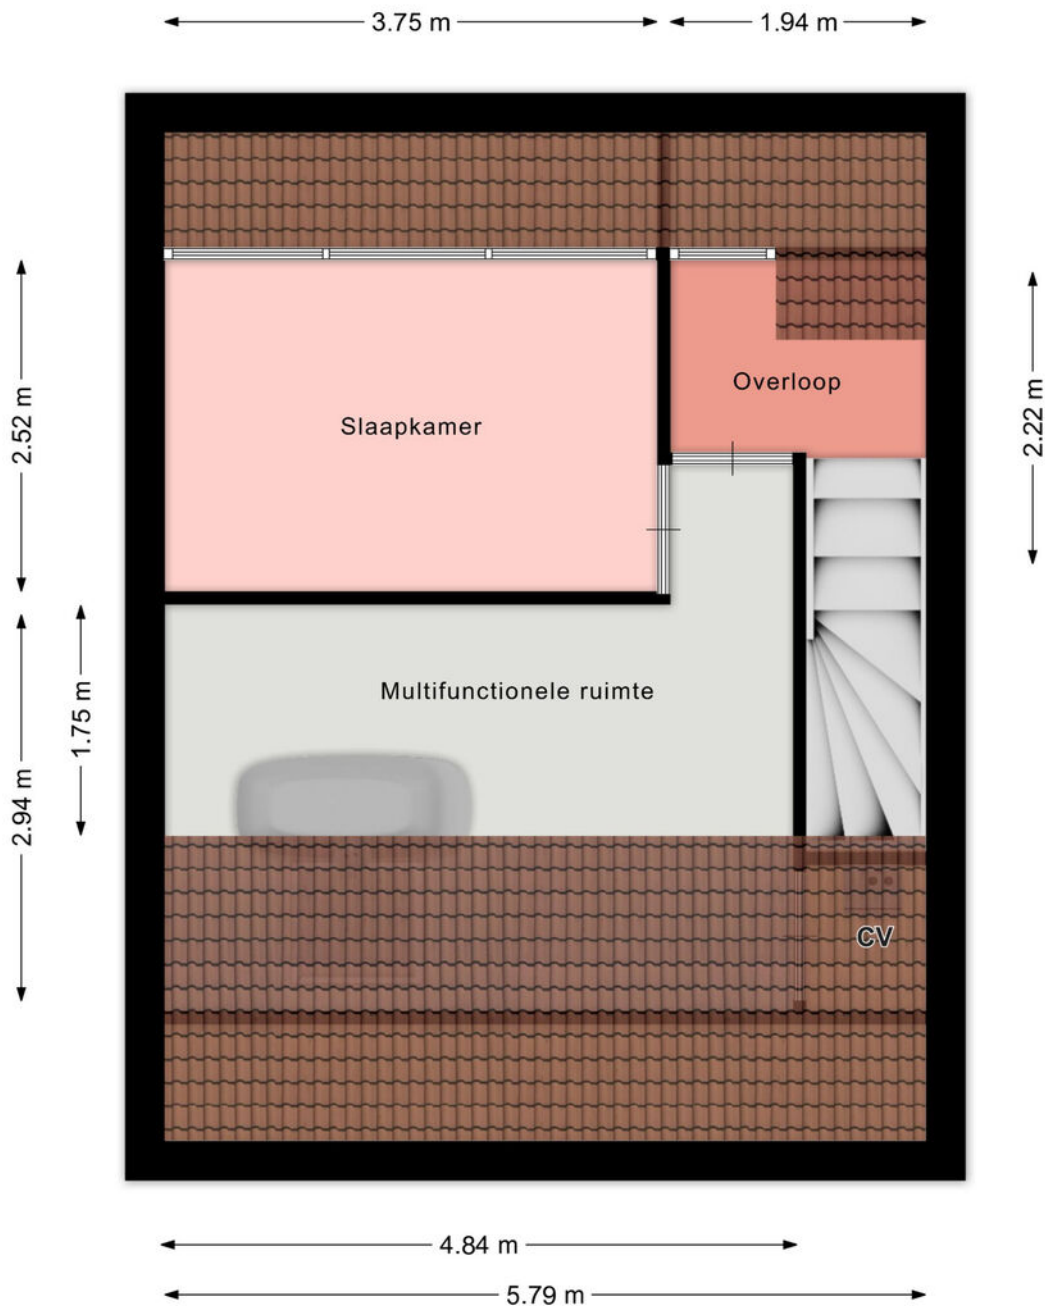 3.75 m
1.94 m
2.52 m
2.22 m
Overloop
Slaapkamer
1.75 m
Multifunctionele ruimte
2.94 m
CV
4.84 m
5.79 m